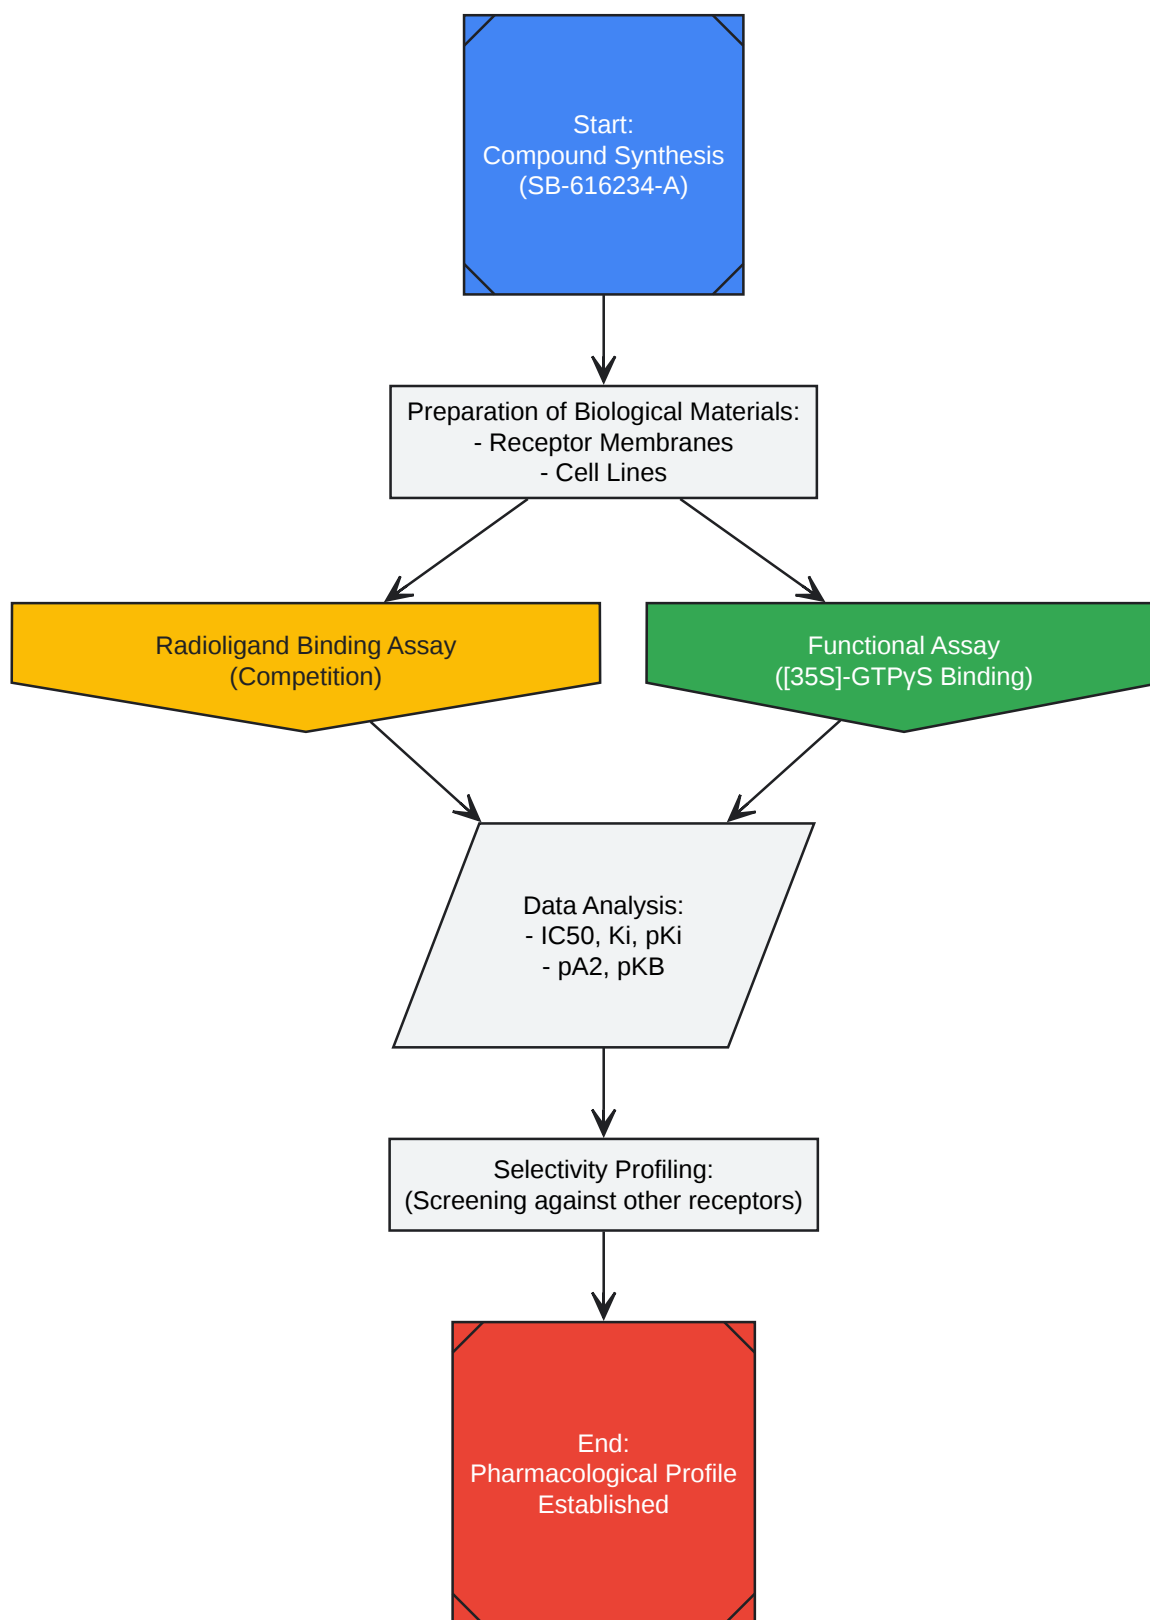 Start:
Compound Synthesis
(SB-616234-A)
Preparation of Biological Materials:
- Receptor Membranes
- Cell Lines
Radioligand Binding Assay
(Competition)
Functional Assay
([35S]-GTPγS Binding)
Data Analysis:
- IC50, Ki, pKi
- pA2, pKB
Selectivity Profiling:
(Screening against other receptors)
End:
Pharmacological Profile
Established